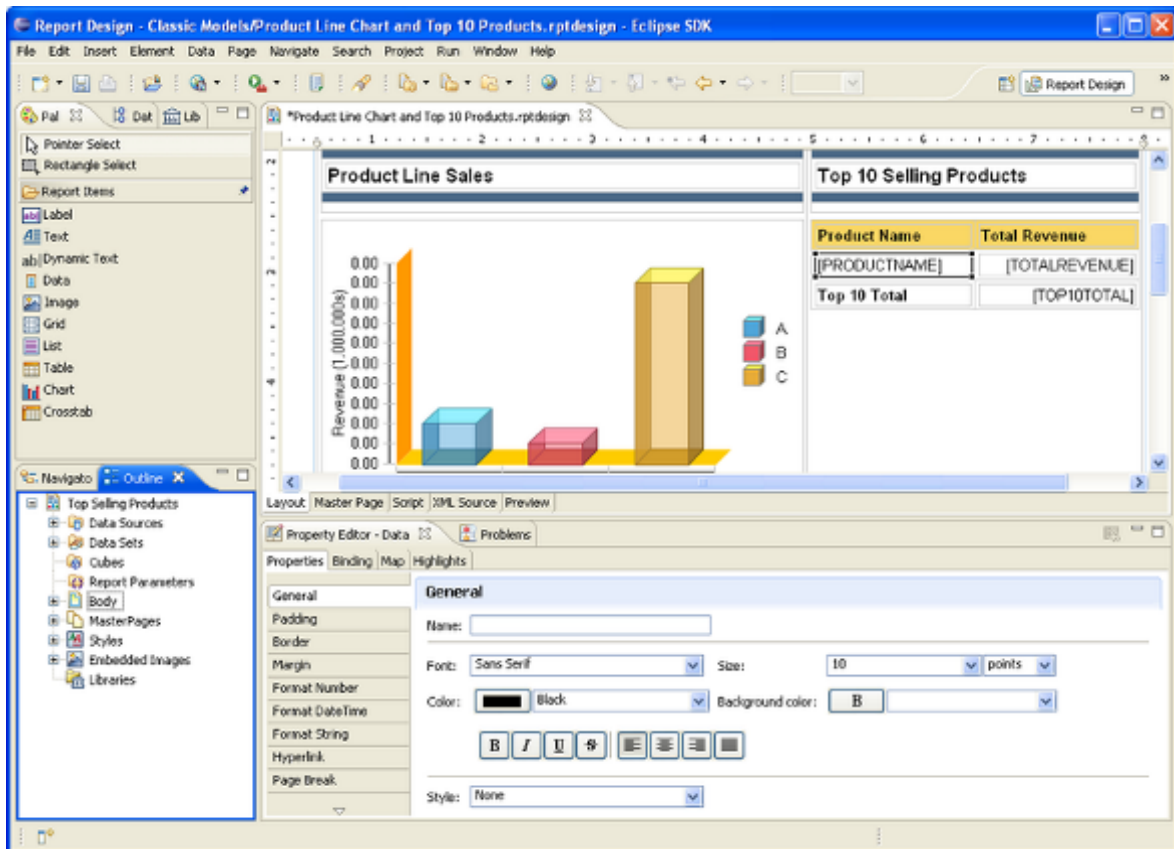 Report Design - Classic Models/Product Line Chart and Top 10 Products.rptdesign - Eclipse SDK
File Edit Insert Element Data Page Navigate Search Project Run Window Help
Report Design
Pal Dat Lib
*Product Line Chart and Top 10 Products.rptdesign
Pointer Select
Rectangle Select
Report Items
Label
Text
Dynamic Text
Data
Image
Grid
List
Table
Chart
Crosstab
1 2 3 4 5 6 7 8
Product Line Sales
Top 10 Selling Products
Product Name Total Revenue
[PRODUCTNAME] [TOTALREVENUE]
Top 10 Total [TOP10TOTAL]
Revenue (1,000,000s)
0.00
0.00
0.00
0.00
0.00
0.00
0.00
0.00
0.00
0.00
0.00
A
B
C
Layout Master Page Script XML Source Preview
Navigato Outline
Top Selling Products
Data Sources
Data Sets
Cubes
Report Parameters
Body
MasterPages
Styles
Embedded Images
Libraries
Property Editor - Data Problems
Properties Binding Map Highlights
General
Padding
Border
Margin
Format Number
Format DateTime
Format String
Hyperlink
Page Break
General
Name:
Font: Sans Serif Size: 10 points
Color: Black Background color: B
B I U S
Style: None